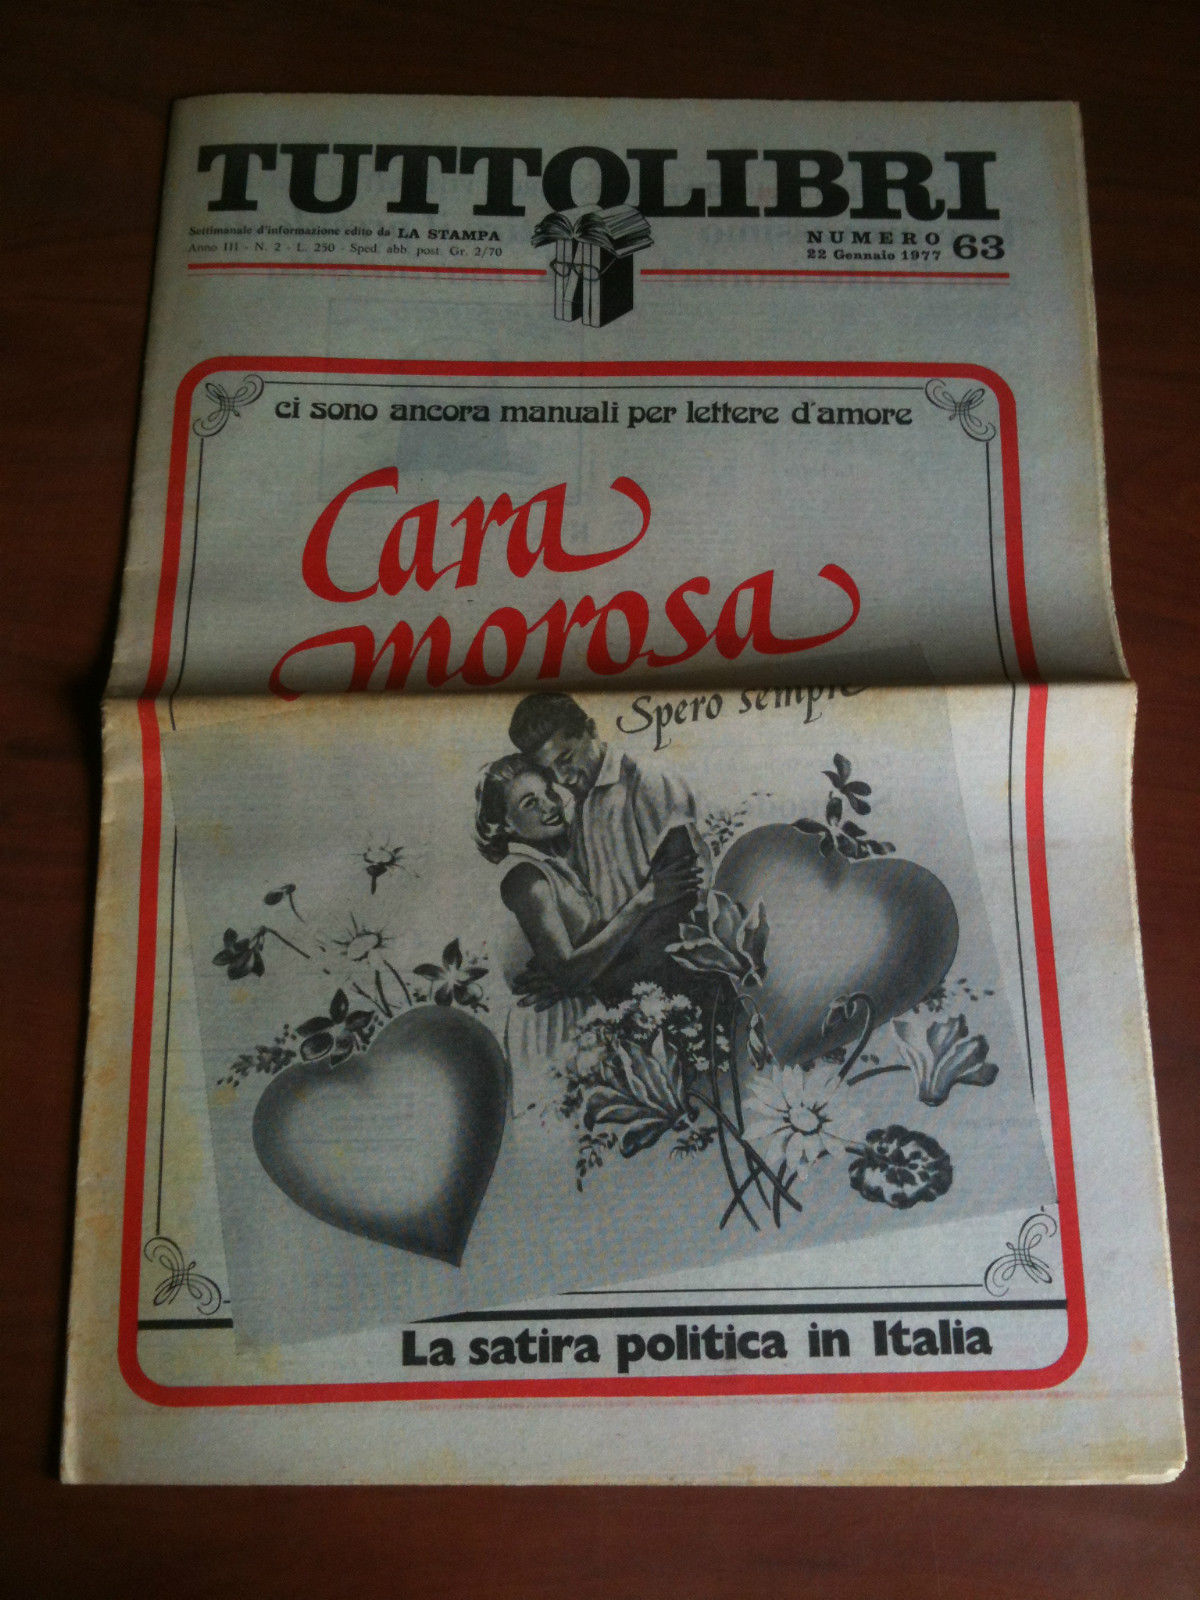 TUTTOLIBRI
Settimanale d'informazione edito da LA STAMPA
Anno III - N. 2 - L. 250 - Sped. abb. post. Gr. 2/70
NUMERO 63
22 Gennaio 1977
ci sono ancora manuali per lettere d'amore
Cara
morosa
Spero sempre
La satira politica in Italia